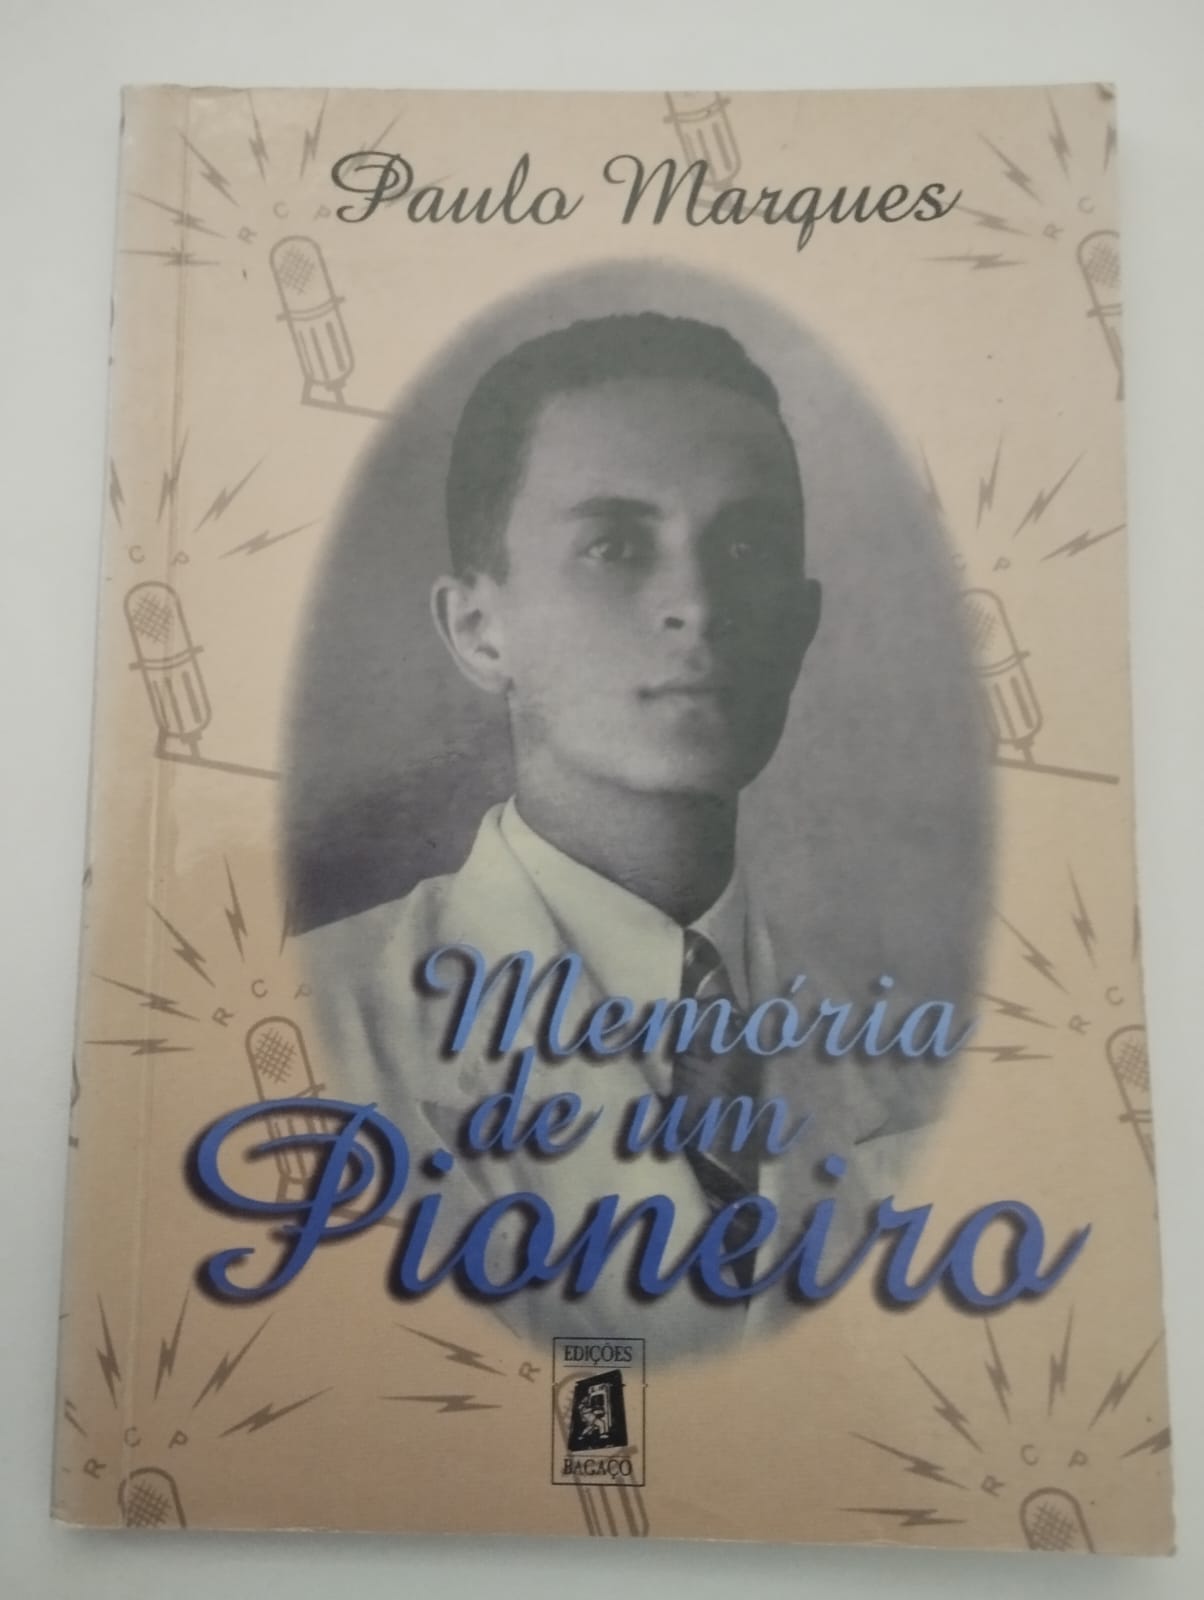 Paulo Marques
R C P
R
R C P
C P
C P
R C P
R
Memória
de um
Pioneiro
R
EDIÇÕES
BAGAÇO
R C P
R C P